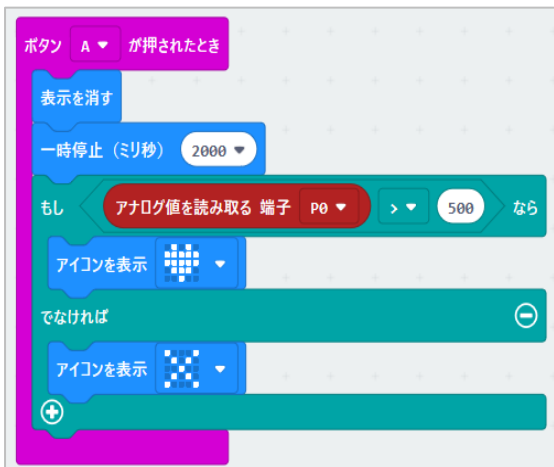 ボタン A ▼ が押されたとき
表示を消す
一時停止 (ミリ秒) 2000 ▼
もし アナログ値を読み取る 端子 P0 ▼ > ▼ 500 なら
アイコンを表示
でなければ
アイコンを表示